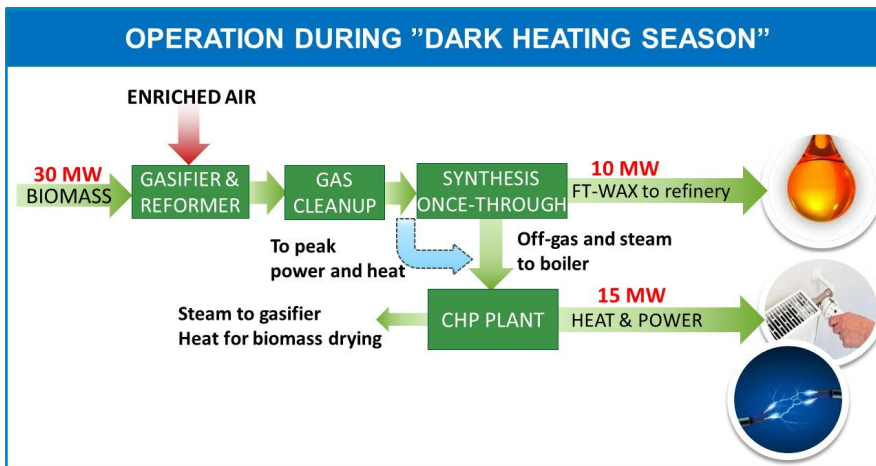 OPERATION DURING ”DARK HEATING SEASON”
ENRICHED AIR
30 MW
BIOMASS
GASIFIER &
REFORMER
GAS
CLEANUP
SYNTHESIS
ONCE-THROUGH
10 MW
FT-WAX to refinery
To peak
power and heat
Off-gas and steam
to boiler
Steam to gasifier
Heat for biomass drying
CHP PLANT
15 MW
HEAT & POWER